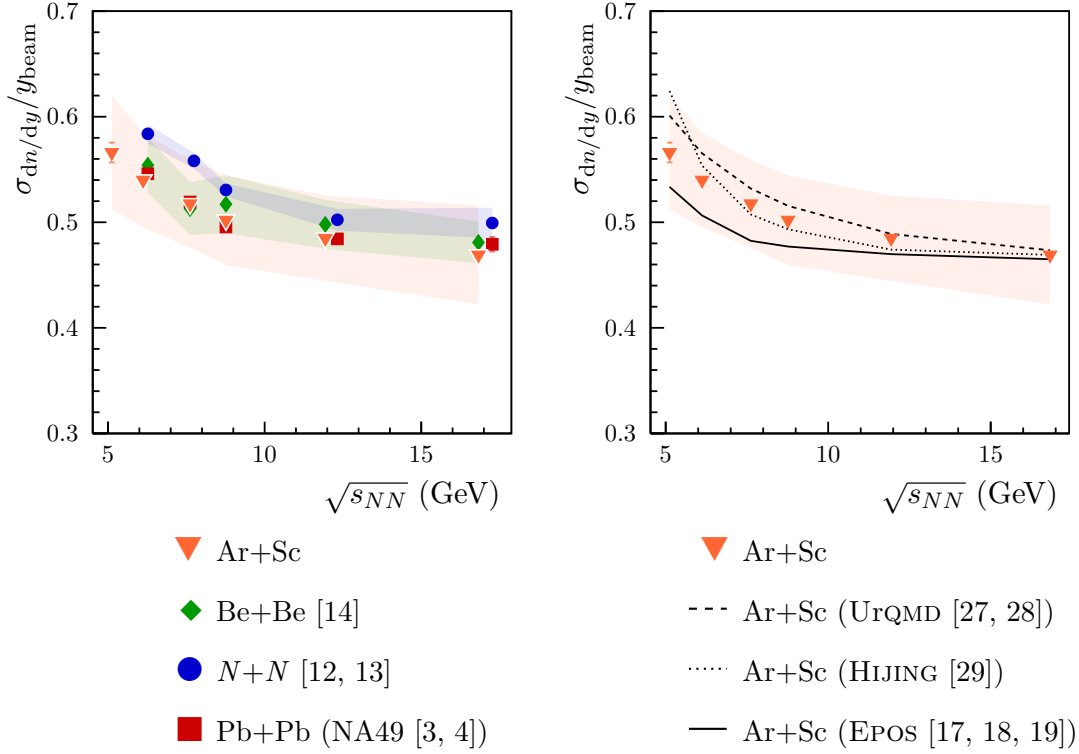 σdn/dy/ybeam
0.7
0.6
0.5
0.4
0.3
5
10
15
√sNN (GeV)
Ar+Sc
Be+Be [14]
N+N [12, 13]
Pb+Pb (NA49 [3, 4])
σdn/dy/ybeam
0.7
0.6
0.5
0.4
0.3
5
10
15
√sNN (GeV)
Ar+Sc
Ar+Sc (UrQMD [27, 28])
Ar+Sc (HIJING [29])
Ar+Sc (EPOS [17, 18, 19])